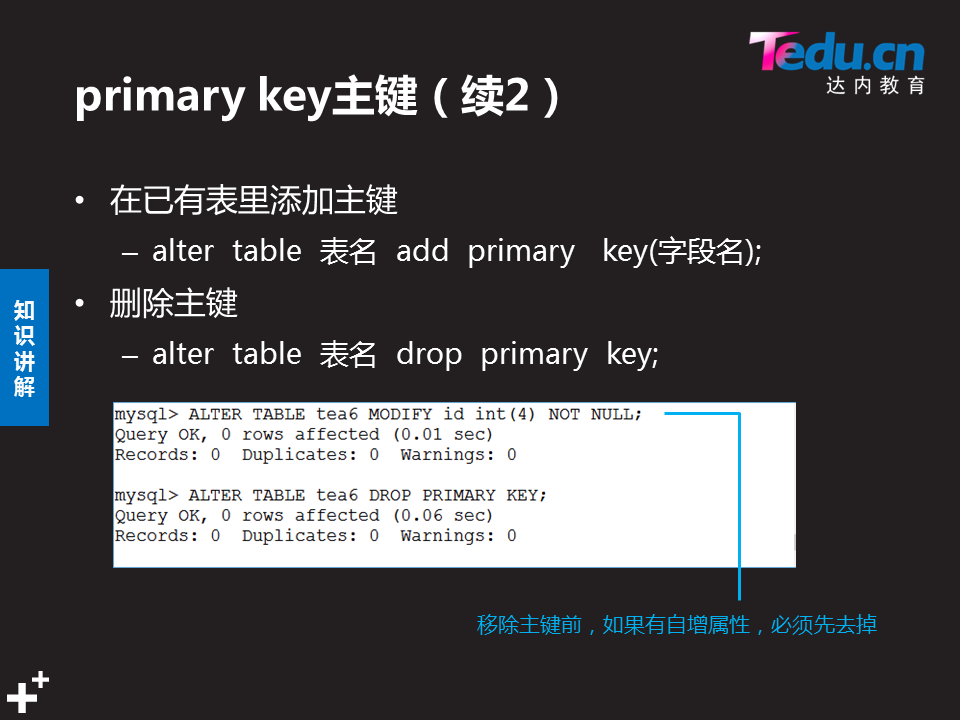 Tedu.cn
达内教育
primary key主键（续2）
• 在已有表里添加主键
– alter table 表名 add primary key(字段名);
• 删除主键
– alter table 表名 drop primary key;
知识讲解
mysql> ALTER TABLE tea6 MODIFY id int(4) NOT NULL;
Query OK, 0 rows affected (0.01 sec)
Records: 0 Duplicates: 0 Warnings: 0
mysql> ALTER TABLE tea6 DROP PRIMARY KEY;
Query OK, 0 rows affected (0.06 sec)
Records: 0 Duplicates: 0 Warnings: 0
移除主键前，如果有自增属性，必须先去掉